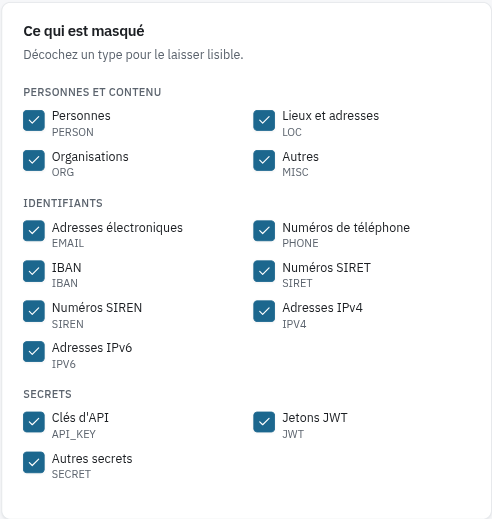 Ce qui est masqué
Décochez un type pour le laisser lisible.
PERSONNES ET CONTENU
Personnes
PERSON
Lieux et adresses
LOC
Organisations
ORG
Autres
MISC
IDENTIFIANTS
Adresses électroniques
EMAIL
Numéros de téléphone
PHONE
IBAN
IBAN
Numéros SIRET
SIRET
Numéros SIREN
SIREN
Adresses IPv4
IPV4
Adresses IPv6
IPV6
SECRETS
Clés d'API
API_KEY
Jetons JWT
JWT
Autres secrets
SECRET